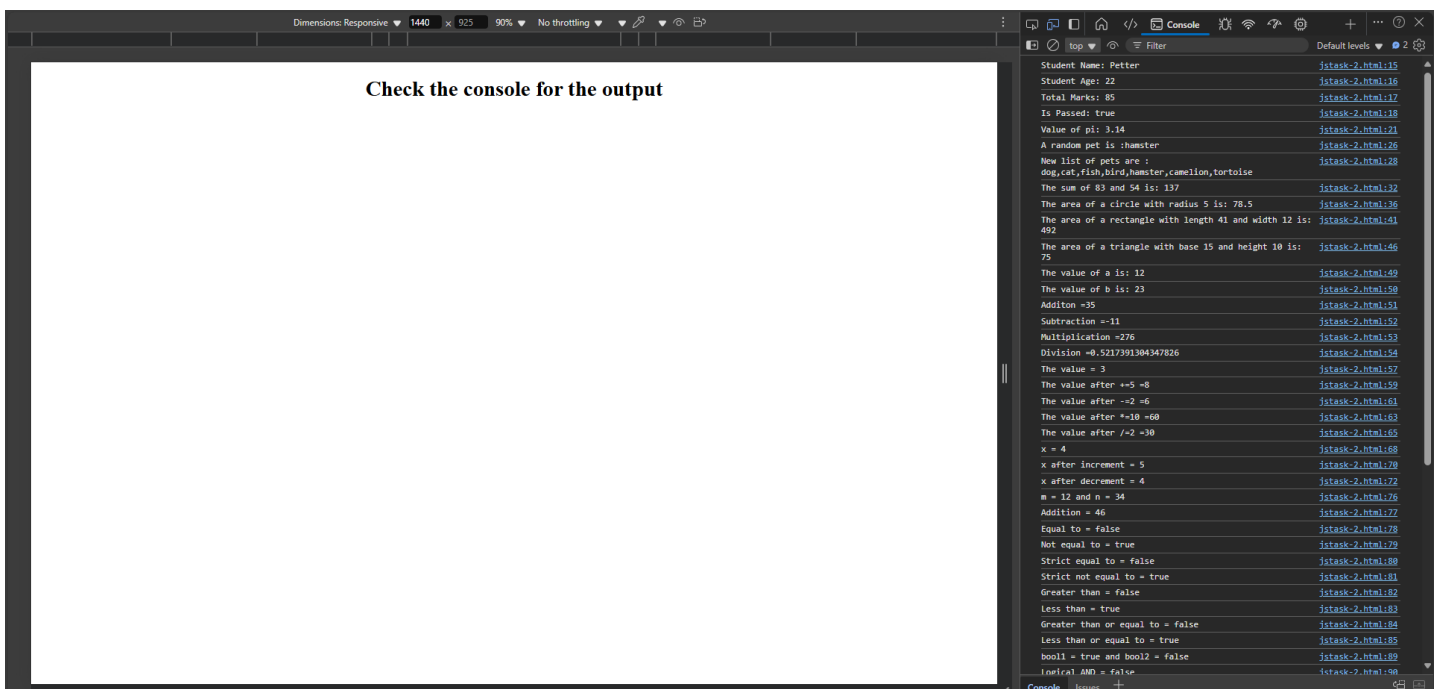 Dimensions: Responsive ▼ 1440 × 925 90% ▼ No throttling ▼
Console
top ▼ Filter Default levels ▼ 2
Check the console for the output
Student Name: Petter jstask-2.html:15
Student Age: 22 jstask-2.html:16
Total Marks: 85 jstask-2.html:17
Is Passed: true jstask-2.html:18
Value of pi: 3.14 jstask-2.html:21
A random pet is :hamster jstask-2.html:26
New list of pets are : jstask-2.html:28
dog,cat,fish,bird,hamster,camelion,tortoise
The sum of 83 and 54 is: 137 jstask-2.html:32
The area of a circle with radius 5 is: 78.5 jstask-2.html:36
The area of a rectangle with length 41 and width 12 is: jstask-2.html:41
492
The area of a triangle with base 15 and height 10 is: jstask-2.html:46
75
The value of a is: 12 jstask-2.html:49
The value of b is: 23 jstask-2.html:50
Additon =35 jstask-2.html:51
Subtraction =-11 jstask-2.html:52
Multiplication =276 jstask-2.html:53
Division =0.5217391304347826 jstask-2.html:54
The value = 3 jstask-2.html:57
The value after +=5 =8 jstask-2.html:59
The value after -=2 =6 jstask-2.html:61
The value after *=10 =60 jstask-2.html:63
The value after /=2 =30 jstask-2.html:65
x = 4 jstask-2.html:68
x after increment = 5 jstask-2.html:70
x after decrement = 4 jstask-2.html:72
m = 12 and n = 34 jstask-2.html:76
Addition = 46 jstask-2.html:77
Equal to = false jstask-2.html:78
Not equal to = true jstask-2.html:79
Strict equal to = false jstask-2.html:80
Strict not equal to = true jstask-2.html:81
Greater than = false jstask-2.html:82
Less than = true jstask-2.html:83
Greater than or equal to = false jstask-2.html:84
Less than or equal to = true jstask-2.html:85
bool1 = true and bool2 = false jstask-2.html:89
Logical AND = false jstask-2.html:90
Console Issues